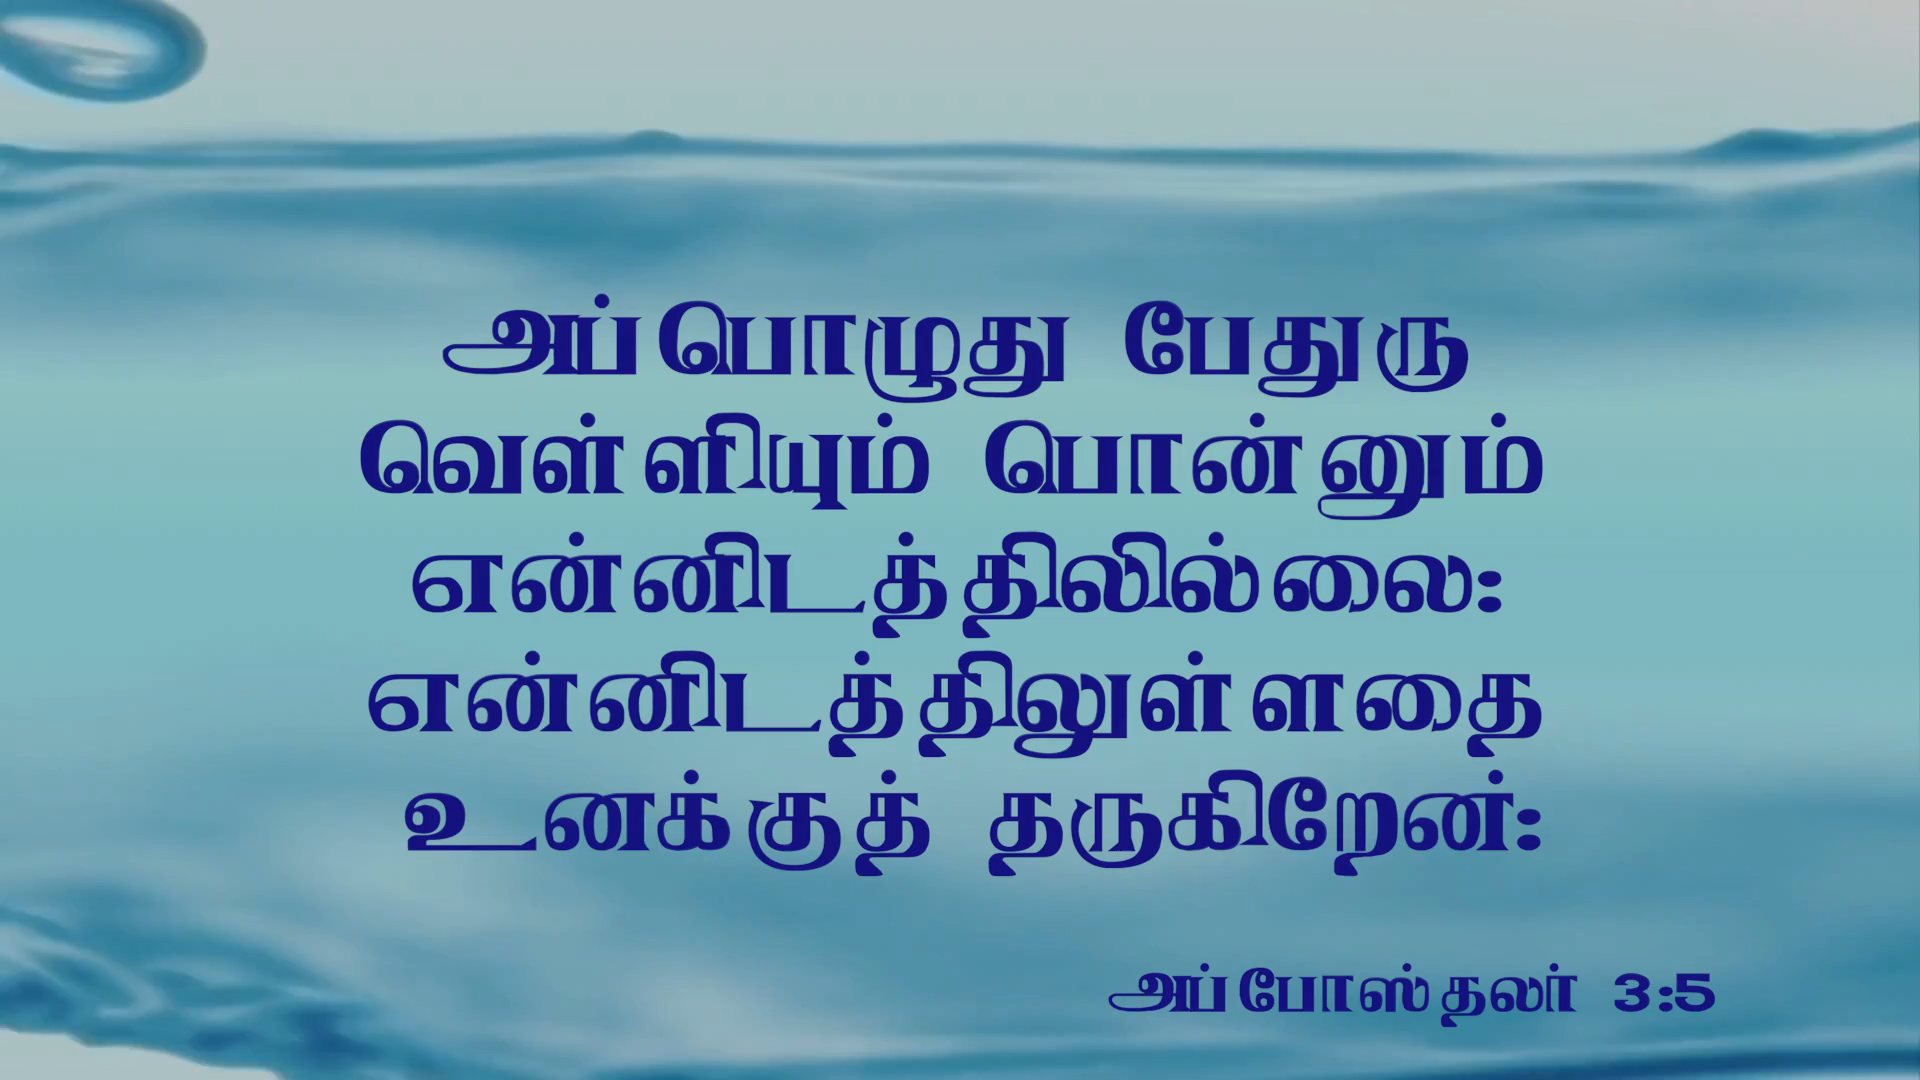 அப்பொழுது பேதுரு
வெள்ளியும் பொன்னும்
என்னிடத்திலில்லை:
என்னிடத்திலுள்ளதை
உனக்குத் தருகிறேன்:
அப்போஸ்தலர் 3:5